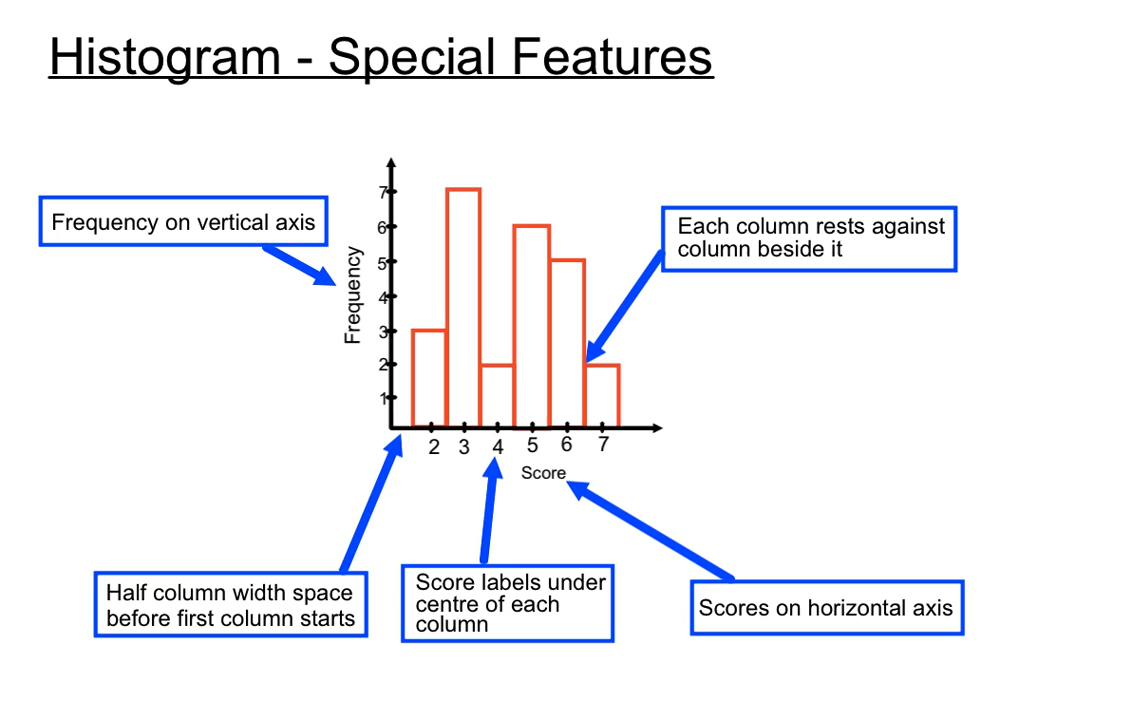 Histogram - Special Features
Frequency on vertical axis
Each column rests against
column beside it
Frequency
7
6
5
4
3
2
1
2 3 4 5 6 7
Score
Half column width space
before first column starts
Score labels under
centre of each
column
Scores on horizontal axis